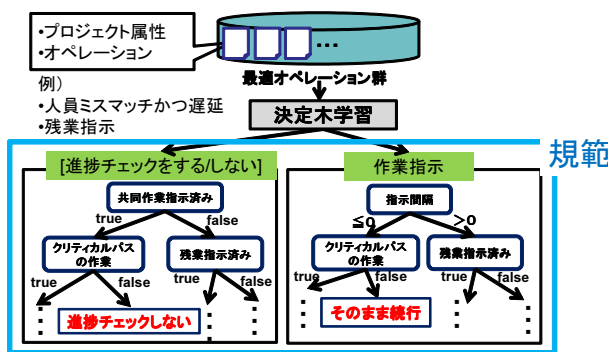 •プロジェクト属性
•オペレーション
…
最適オペレーション群
例）
•人員ミスマッチかつ遅延
•残業指示
決定木学習
規範
[進捗チェックをする/しない]
共同作業指示済み
true
false
クリティカルパス
の作業
残業指示済み
true
false
true
false
進捗チェックしない
作業指示
指示間隔
≦0
>0
クリティカルパス
の作業
残業指示済み
true
false
true
false
そのまま続行